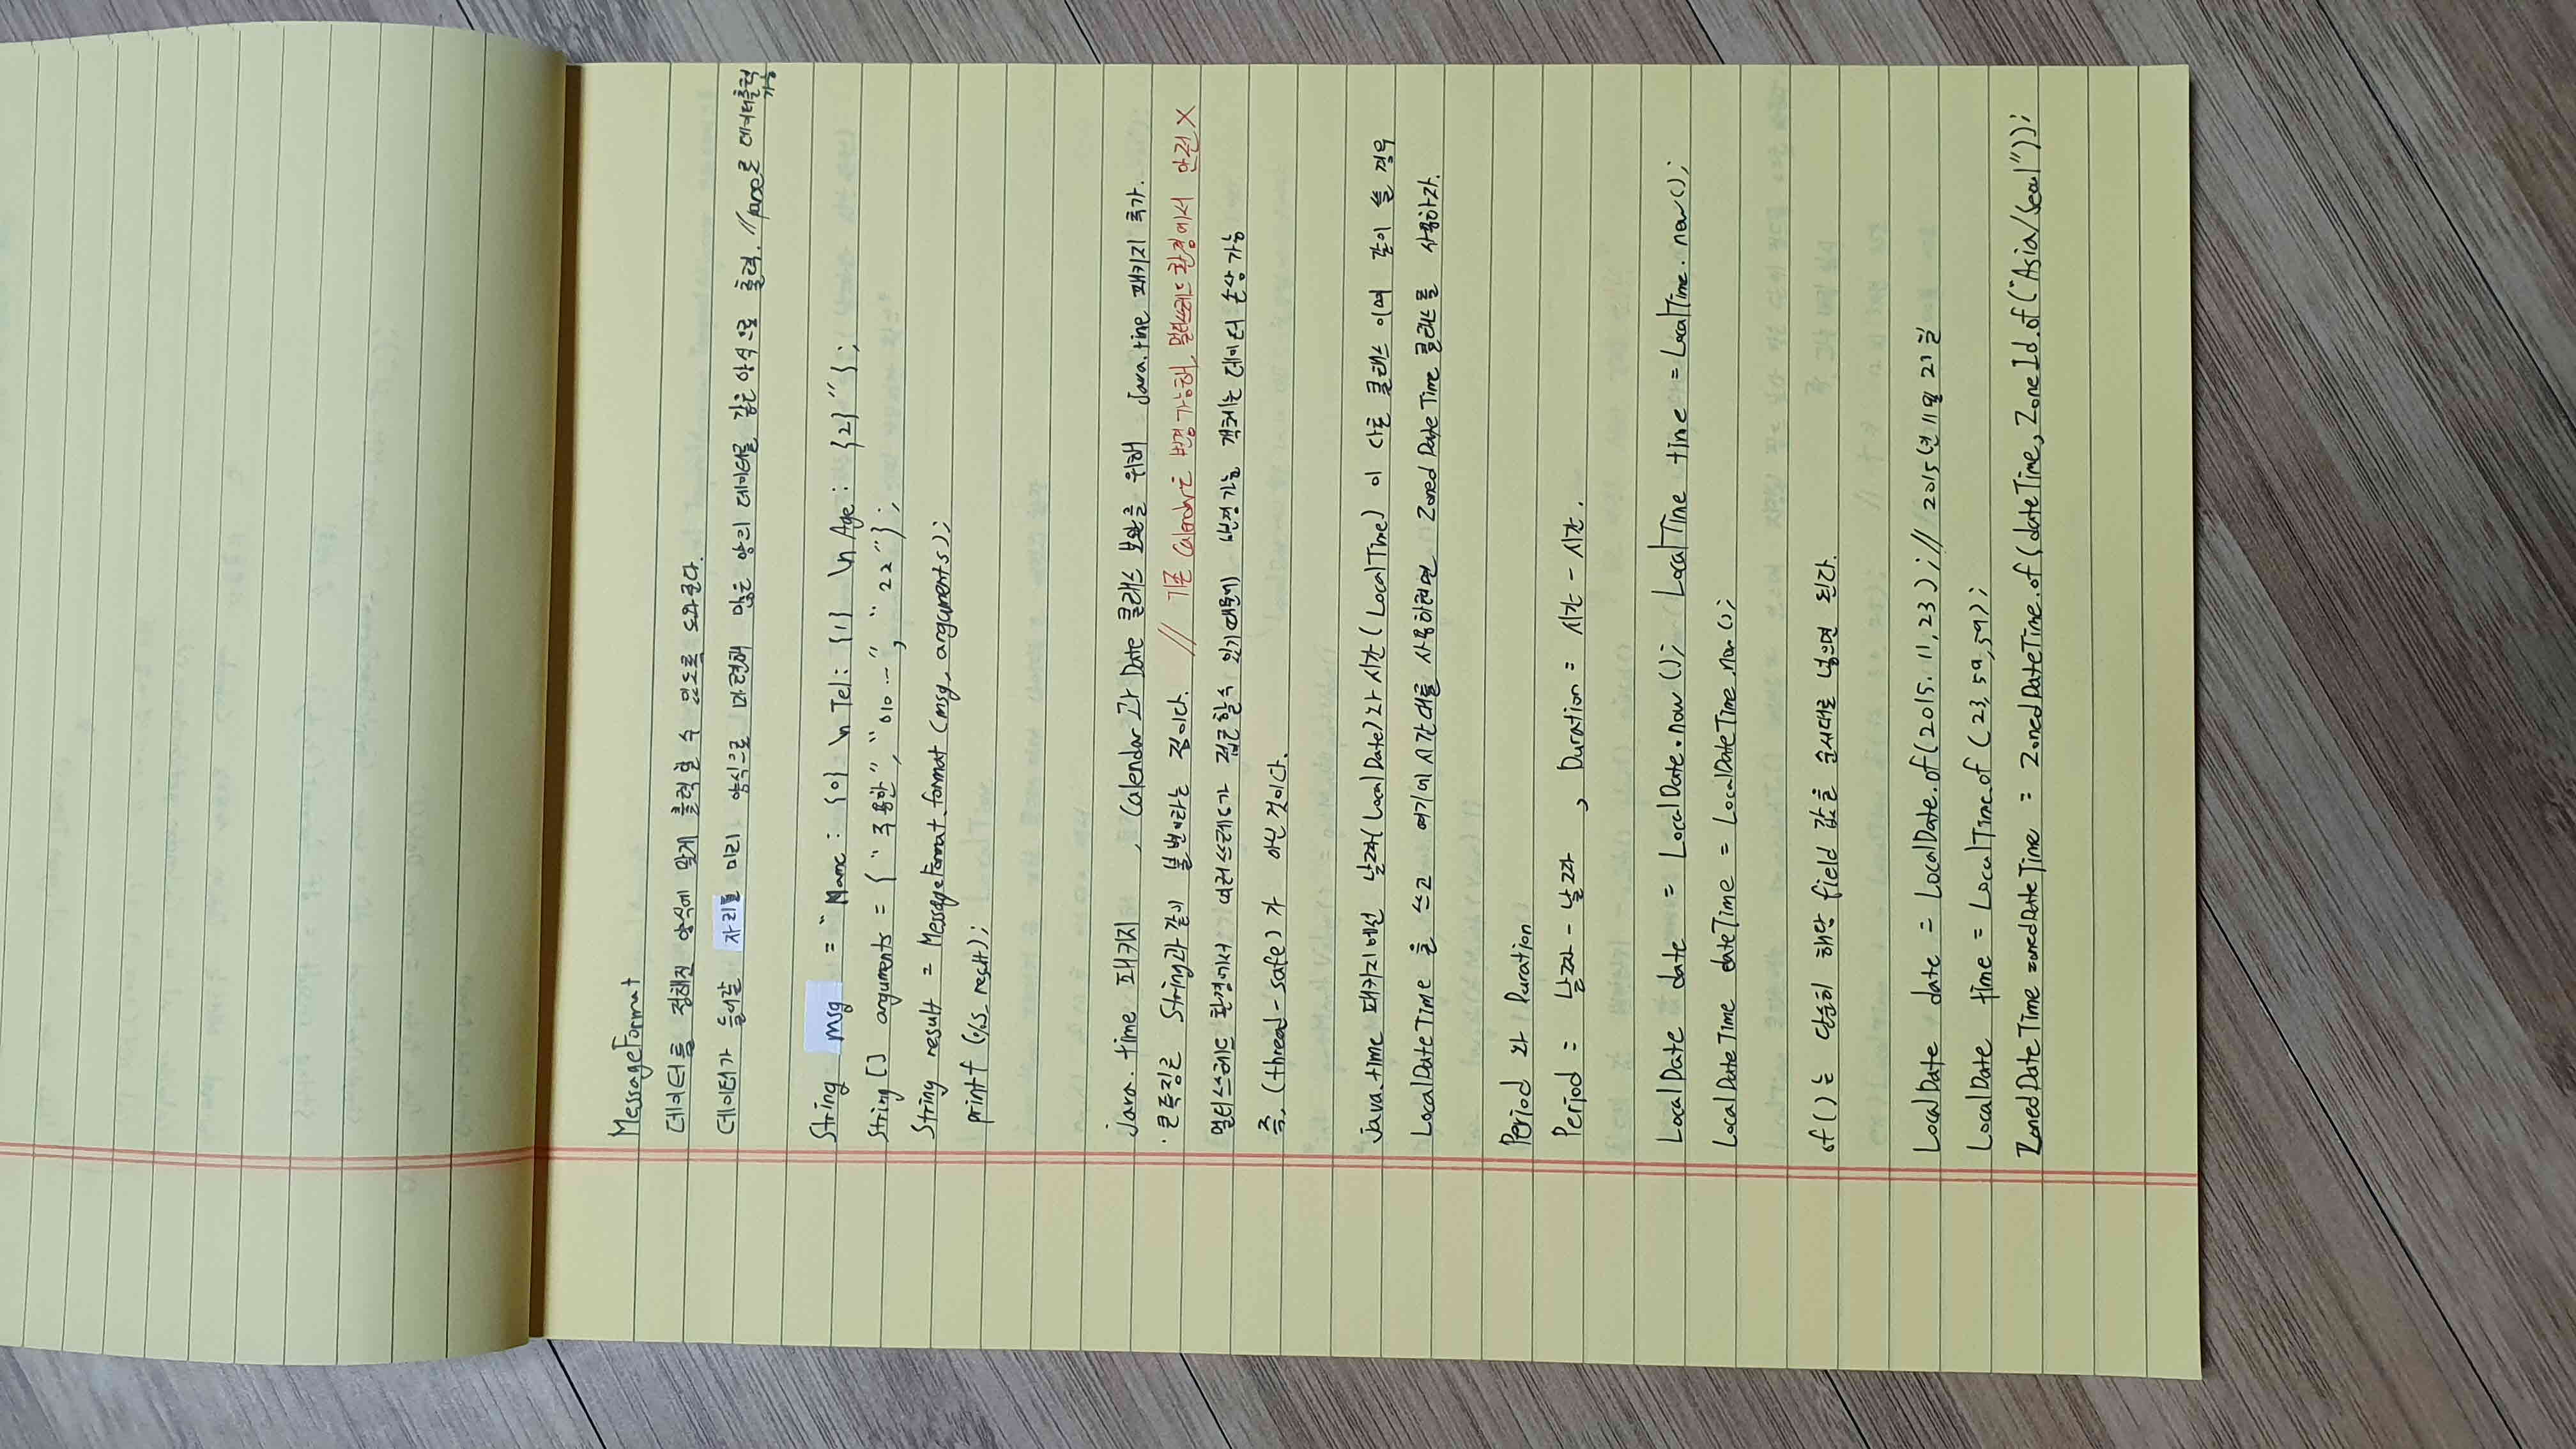 MessageFormat
데이터를 정해진 양식에 맞게 출력할 수 있도록 도와준다.
데이터가 들어갈 자리를 미리 양식으로 마련해 많은 양의 데이터를 같은 양식으로 출력. //parse로 데이터출력 가능
String msg = "Name : {0} \n Tel : {1} \n Age : {2} "} ;
String [] arguments = { " 주용한 ", "010 ...", " 22 "} ;
String result = MessageFormat.format (msg, arguments);
printf (%s, result);
java. time 패키지 , Calendar과 Date 클래스 보완을 위해 Java.time 패키지 추가.
· 큰특징은 String과 같이 불변이라는 점이다. // 기존 Calendar는 변경 가능해, 멀티쓰레드 환경에서 안전 X
멀티쓰레드 환경에서 여러 쓰레드가 접근할 수 있기 때문에 변경가능 객체는 데이터 손상 가능
즉, (thread-safe) 가 아닌 것이다.
java.time 패키지에선 날짜(LocalDate)와 시간 (LocalTime) 이 다른 클래스 이며 같이 쓸 경우
LocalDateTime 을 쓰고 여기에 시간대를 사용하려면 ZonedDateTime 클래스를 사용하자.
Period 와 Duration
Period = 날짜 - 날짜 , Duration = 시간 - 시간 .
LocalDate date = LocalDate.now (); LocalTime time = LocalTime. now();
LocalDateTime dateTime = LocalDateTime.now ();
of ( ) 는 단순히 해당 field 값을 순서대로 넣으면 된다.
LocalDate date = LocalDate.of (2015. 11, 23 ) ; // 2015년 11월 23일
LocalDate time = LocalTime.of (23, 59, 59);
ZonedDateTime zonedDateTime = ZonedDateTime.of (dateTime, ZoneId.of ("Asia/Seoul"));